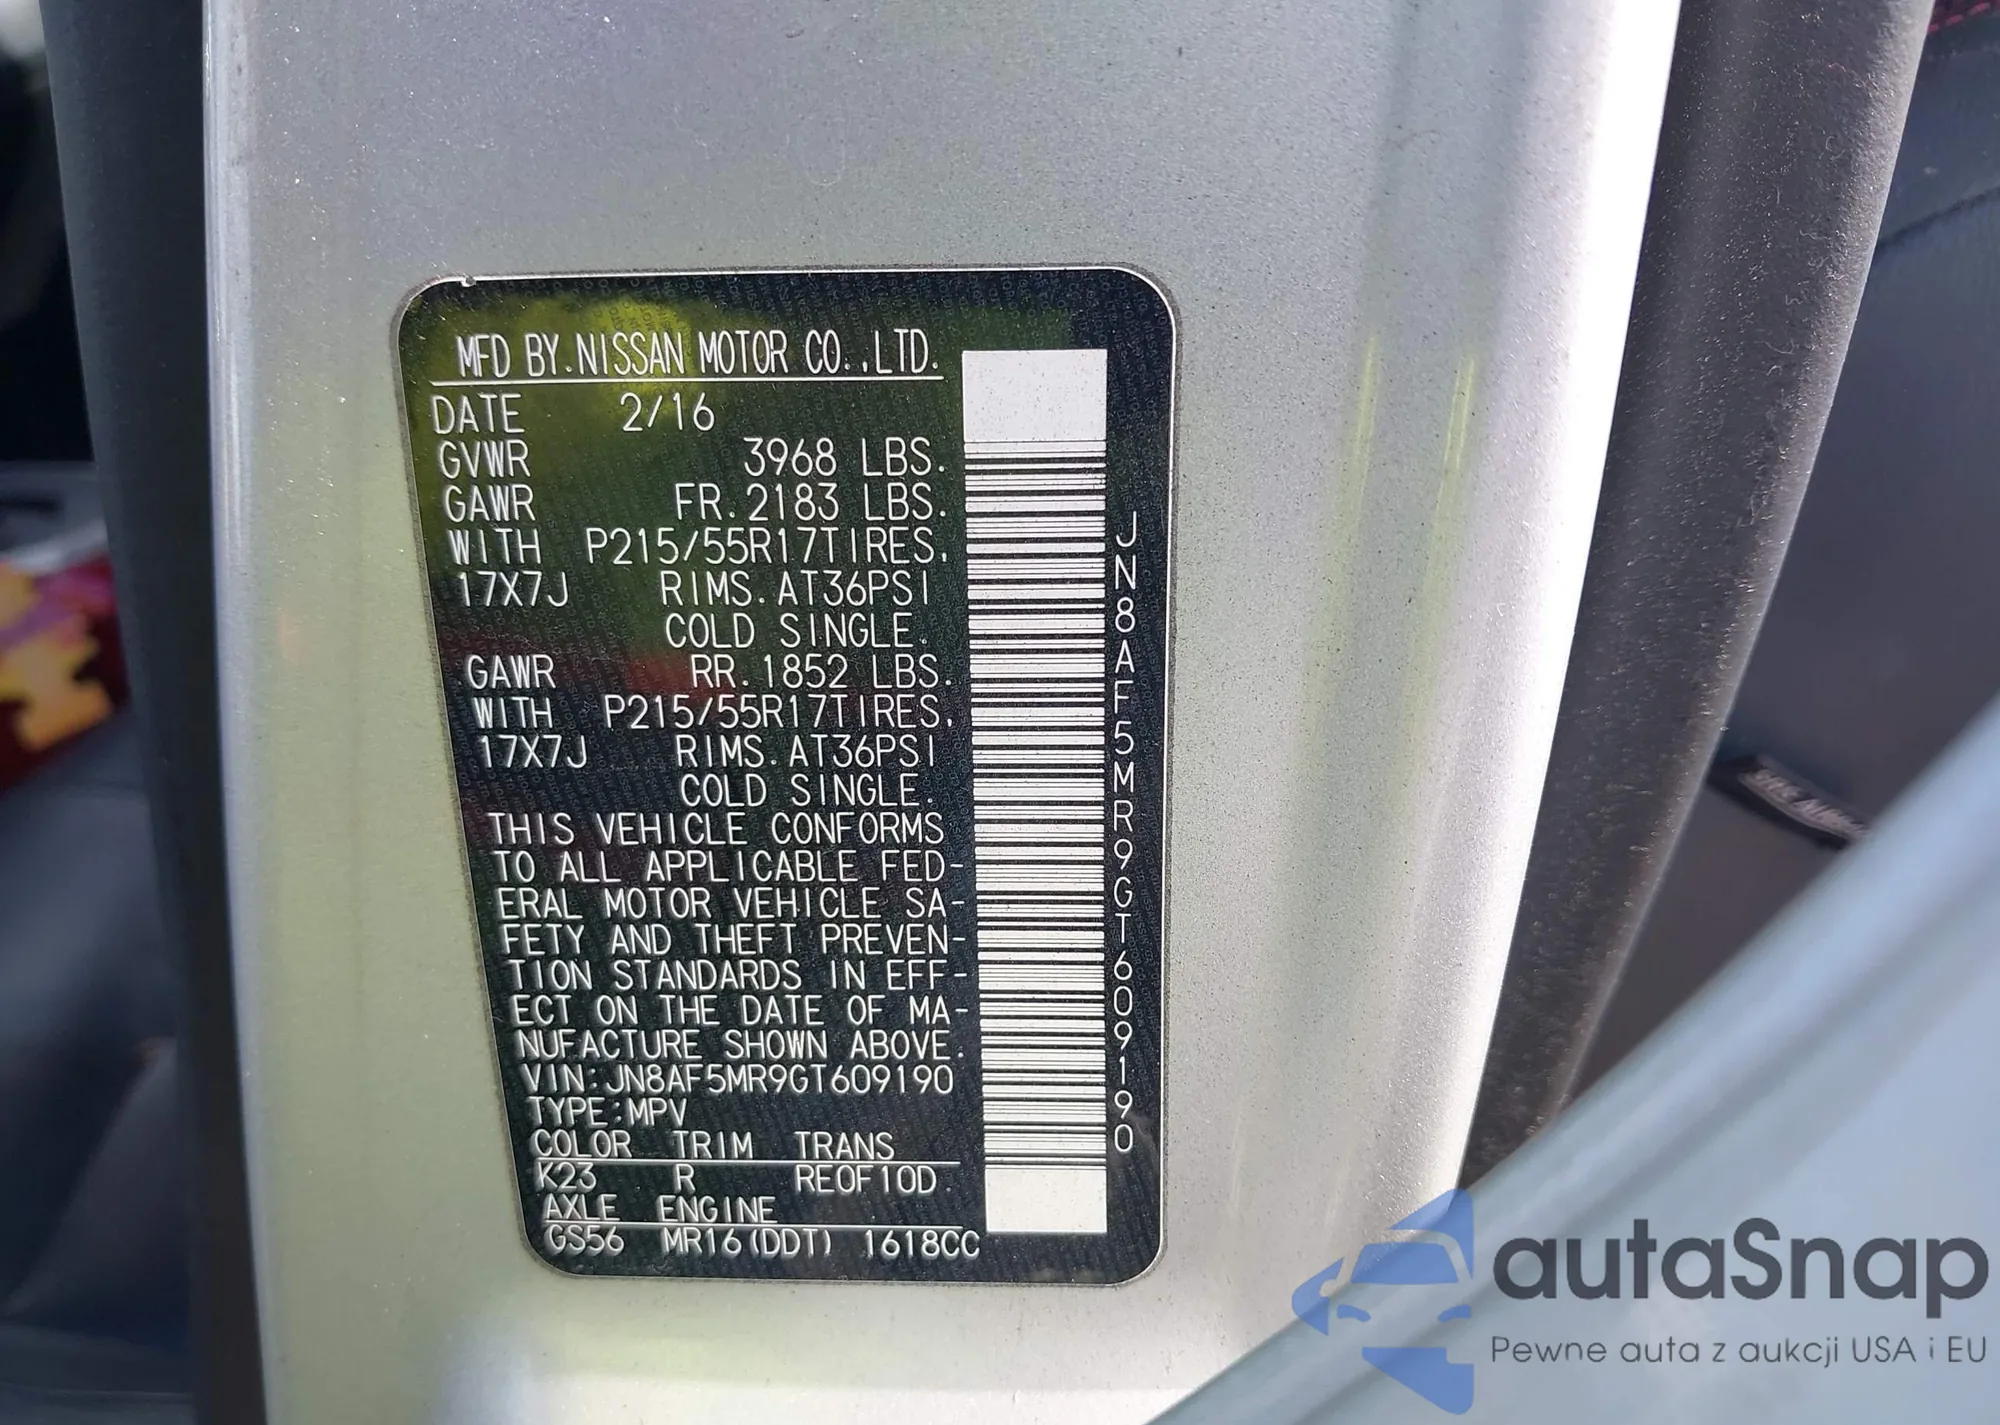 MFD BY.NISSAN MOTOR CO.,LTD.
DATE 2/16
GVWR 3968 LBS.
GAWR FR.2183 LBS.
WITH P215/55R17TIRES.
17X7J RIMS.AT36PSI
COLD SINGLE.
GAWR RR.1852 LBS.
WITH P215/55R17TIRES.
17X7J RIMS.AT36PSI
COLD SINGLE.
THIS VEHICLE CONFORMS
TO ALL APPLICABLE FED-
ERAL MOTOR VEHICLE SA-
FETY AND THEFT PREVEN-
TION STANDARDS IN EFF-
ECT ON THE DATE OF MA-
NUFACTURE SHOWN ABOVE.
VIN:JN8AF5MR9GT609190
TYPE:MPV
COLOR TRIM TRANS
K23 R RE0F10D
AXLE ENGINE
GS56 MR16(DDT) 1618CC
JN8AF5MR9GT609190
autaSnap
Pewne auta z aukcji USA i EU